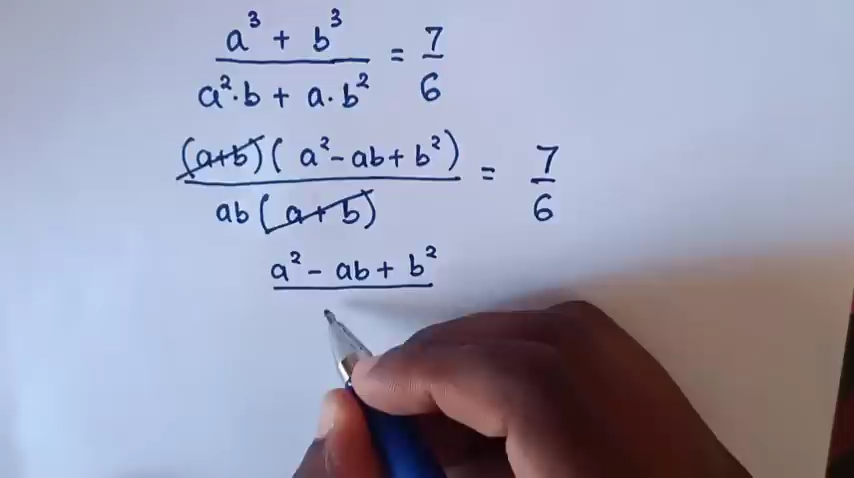 a³ + b³ / a²·b + a·b² = 7/6
(a+b)(a²-ab+b²) / ab(a+b) = 7/6
a² - ab + b²